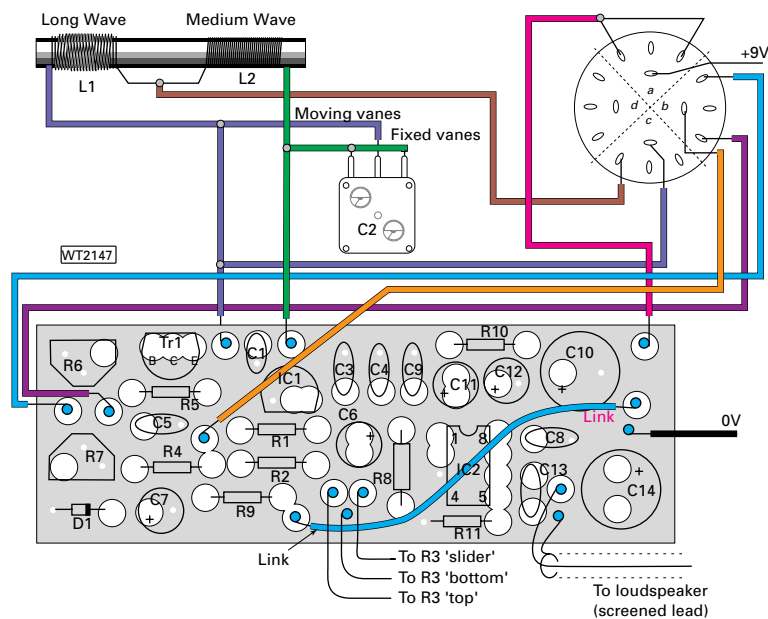 Long Wave
Medium Wave
L1
L2
+9V
a
d
b
c
Moving vanes
Fixed vanes
C2
WT2147
R6
Tr1
B C E
C1
C3
C4
C9
R10
C10
+
IC1
C11
+
C12
+
R5
C5
C6
+
Link
0V
R7
R4
R1
R2
R8
1
8
IC2
4
5
C8
C13
+
C14
D1
C7
+
R9
R11
Link
To R3 'slider'
To R3 'bottom'
To R3 'top'
To loudspeaker
(screened lead)